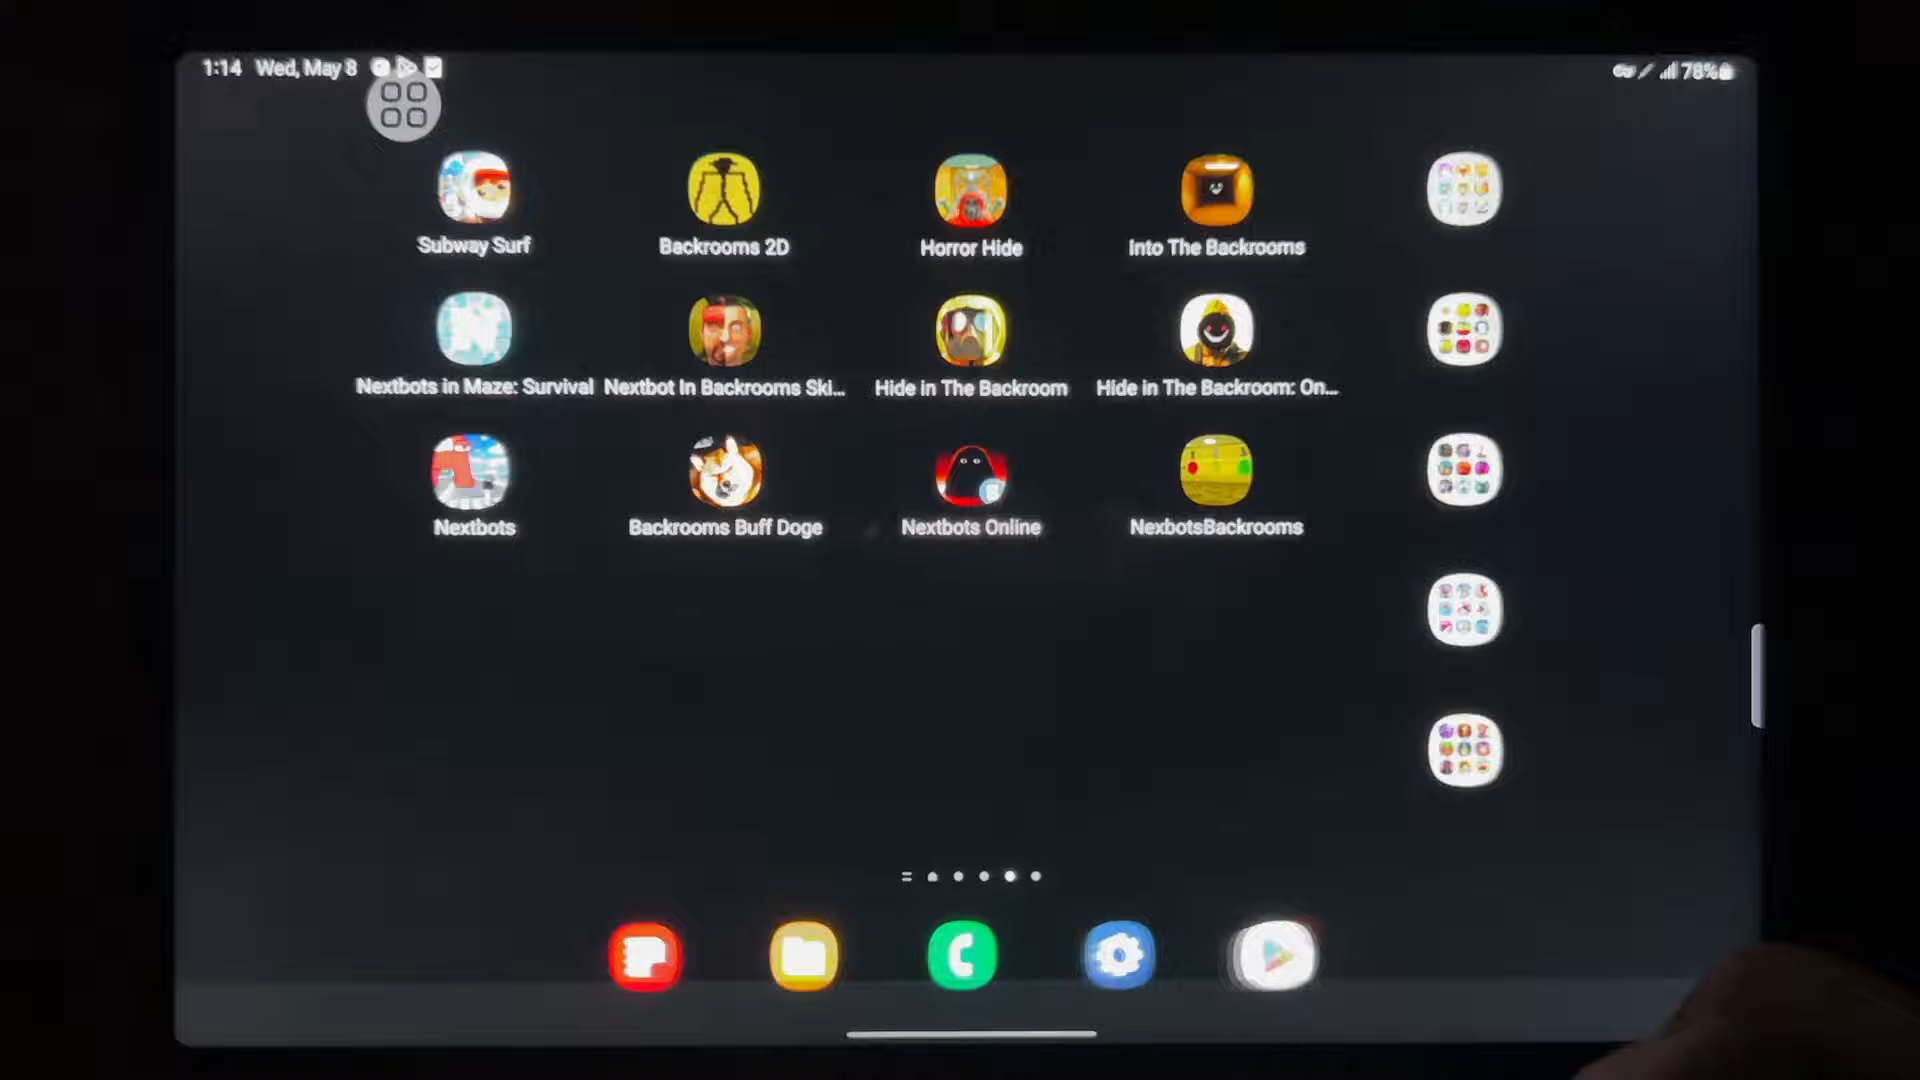 1:14 Wed, May 8
78%
Subway Surf
Backrooms 2D
Horror Hide
Into The Backrooms
Nextbots in Maze: Survival
Nextbot In Backrooms Ski...
Hide in The Backroom
Hide in The Backroom: On...
Nextbots
Backrooms Buff Doge
Nextbots Online
NexbotsBackrooms